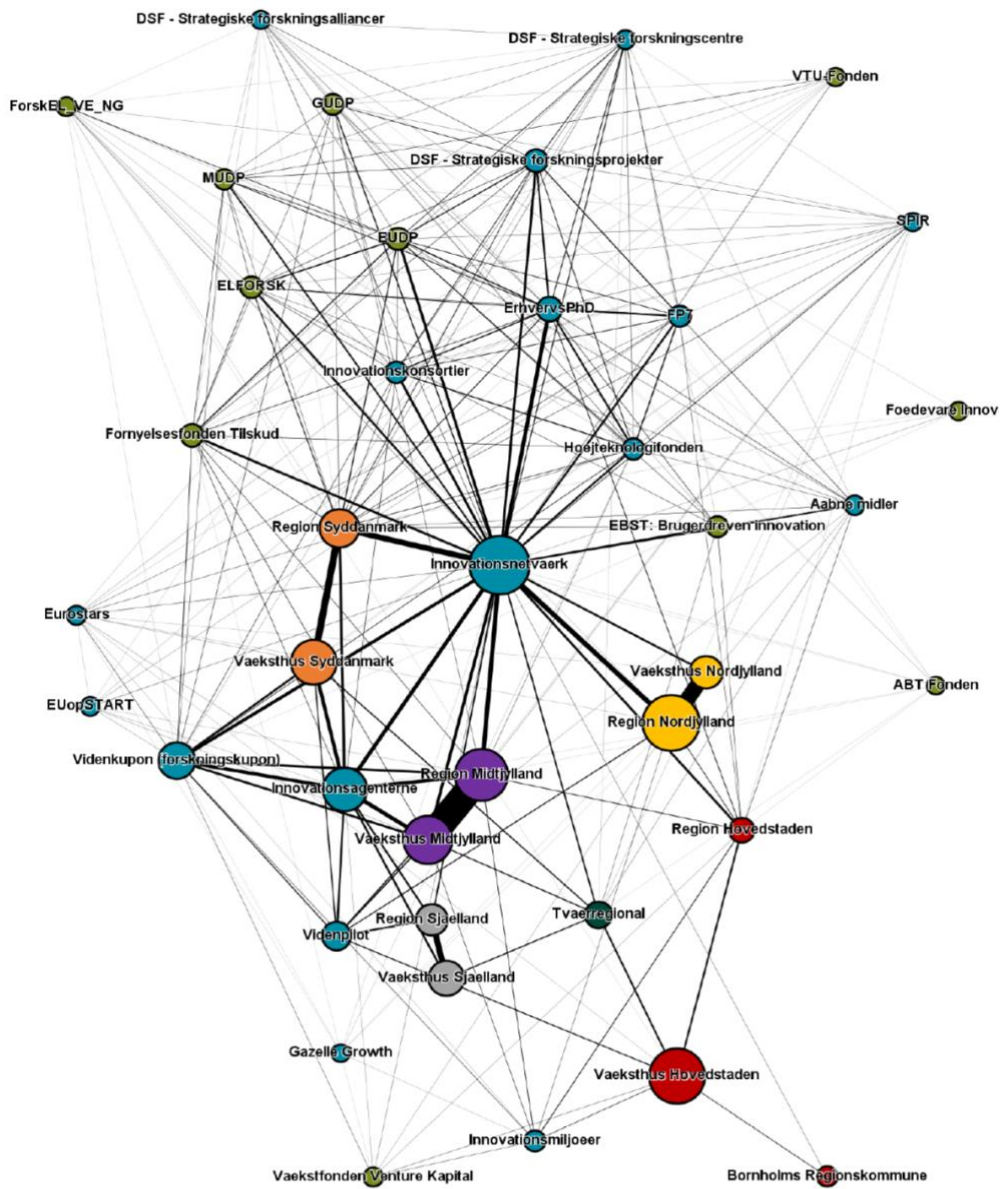 DSF - Strategiske forskningsalliancer
DSF - Strategiske forskningscentre
VTU-Fonden
ForskEL_VE_NG
GUDP
DSF - Strategiske forskningsprojekter
MUDP
SPIR
EUDP
ELFORSK
ErhvervsPhD
FP7
Innovationskonsortier
Foedevare Innov
Fornyelsesfonden Tilskud
Hoejteknologifonden
Aabne midler
Region Syddanmark
EBST: Brugerdreven innovation
Innovationsnetvaerk
Eurostars
Vaeksthus Syddanmark
Vaeksthus Nordjylland
ABT Fonden
EUopSTART
Region Nordjylland
Videnkupon (forskningskupon)
Region Midtjylland
Innovationsagenterne
Region Hovedstaden
Vaeksthus Midtjylland
Region Sjaelland
Tvaerregional
Videnpilot
Vaeksthus Sjaelland
Gazelle Growth
Vaeksthus Hovedstaden
Innovationsmiljoeer
Vaekstfonden Venture Kapital
Bornholms Regionskommune